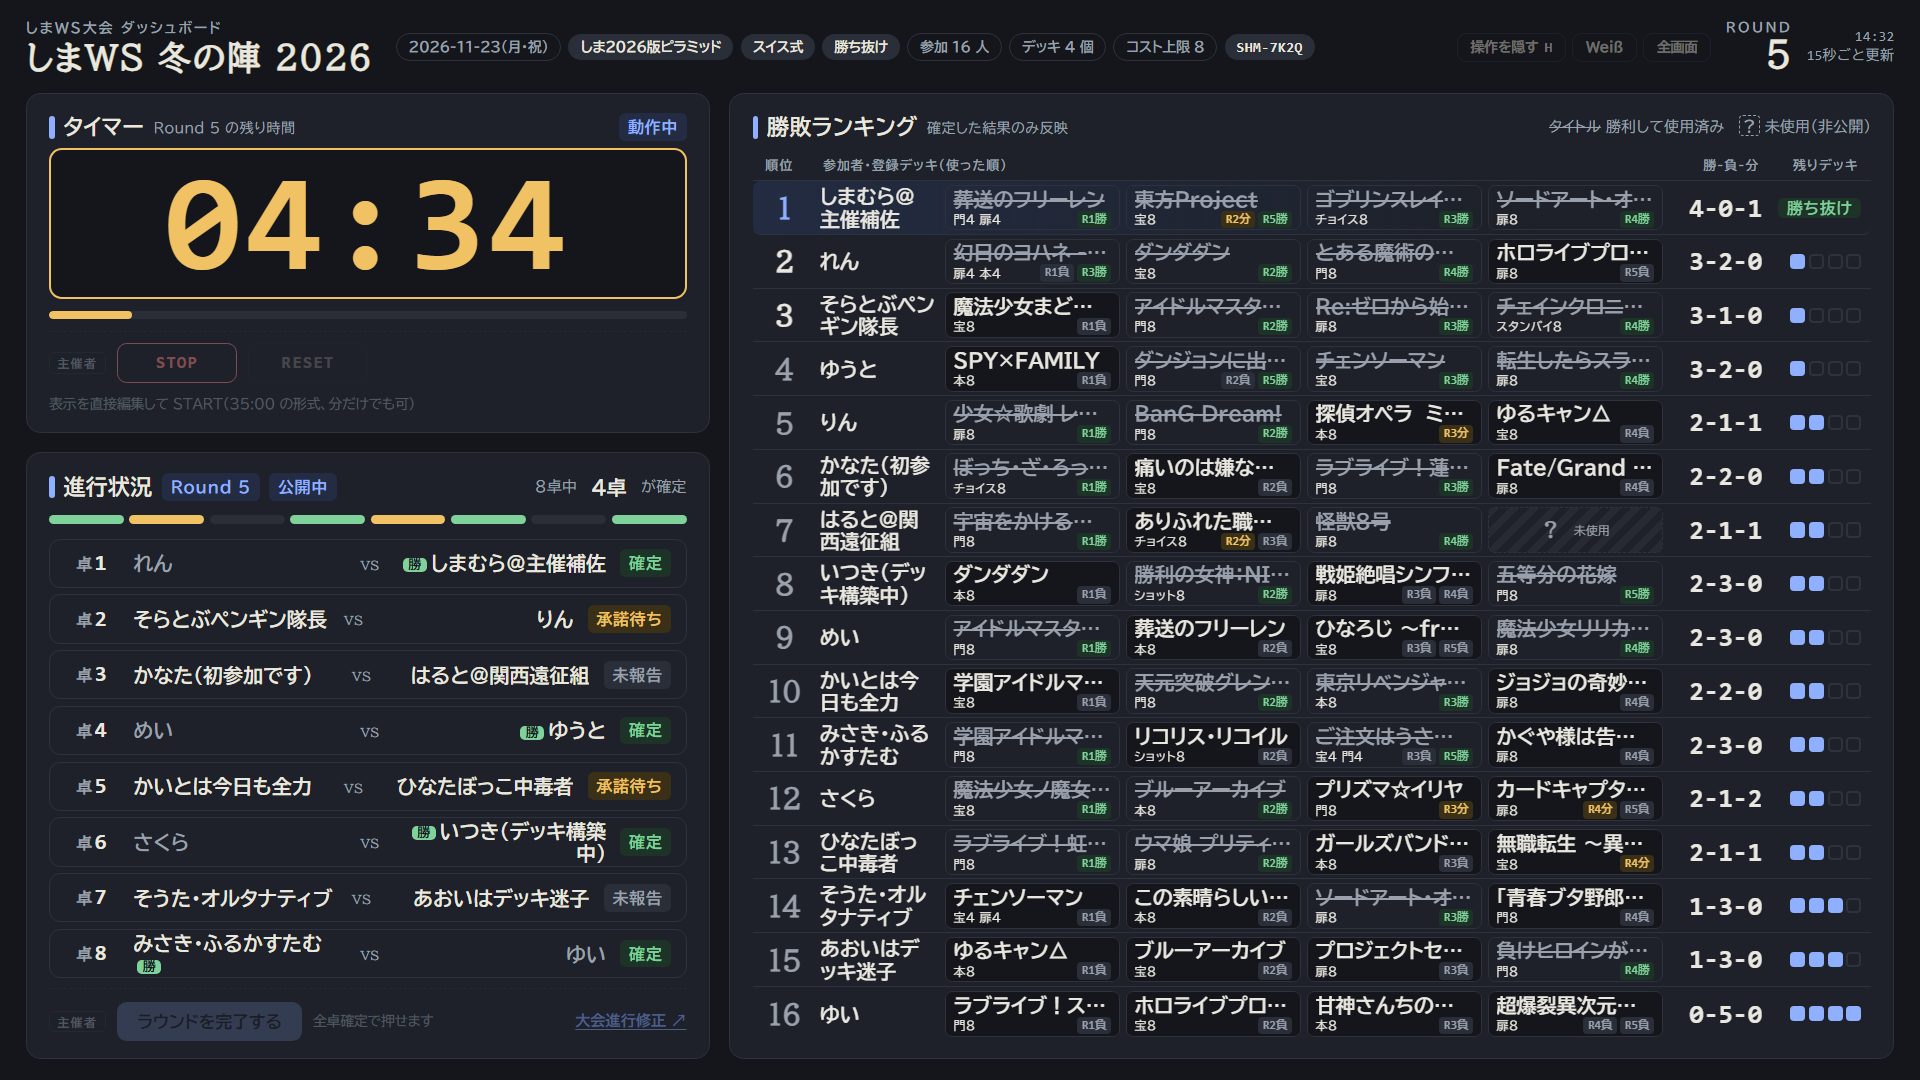 しまWS大会 ダッシュボード
しまWS 冬の陣 2026
2026-11-23(月・祝) しま2026版ピラミッド スイス式 勝ち抜け 参加 16 人 デッキ 4 個 コスト上限 8 SHM-7K2Q
操作を隠す H Weiß 全画面
ROUND
5
14:32
15秒ごと更新
タイマー Round 5 の残り時間 動作中
04:34
主催者 STOP RESET
表示を直接編集して START(35:00 の形式、分だけでも可)
進行状況 Round 5 公開中 8卓中 4卓 が確定
卓1 れん vs 勝 しまむら@主催補佐 確定
卓2 そらとぶペンギン隊長 vs りん 承諾待ち
卓3 かなた(初参加です) vs はると@関西遠征組 未報告
卓4 めい vs 勝 ゆうと 確定
卓5 かいとは今日も全力 vs ひなたぼっこ中毒者 承諾待ち
卓6 さくら vs 勝 いつき(デッキ構築
中) 確定
卓7 そうた・オルタナティブ vs あおいはデッキ迷子 未報告
卓8 みさき・ふるかすたむ
勝 vs ゆい 確定
主催者 ラウンドを完了する 全卓確定で押せます 大会進行修正 ↗
勝敗ランキング 確定した結果のみ反映 タイトル 勝利して使用済み ? 未使用(非公開)
順位 参加者・登録デッキ(使った順) 勝-負-分 残りデッキ
1 しまむら@
主催補佐 葬送のフリーレン 東方Project ゴブリンスレイ… ソードアート・オ… 4-0-1 勝ち抜け
門4 扉4 R1勝 宝8 R2分 R5勝 チョイス8 R3勝 扉8 R4勝
2 れん 幻日のヨハネ -… ダンダダン とある魔術の… ホロライブプロ… 3-2-0
扉4 本4 R1負 R3勝 宝8 R2勝 門8 R4勝 扉8 R5負
3 そらとぶペン
ギン隊長 魔法少女まど… アイドルマスタ… Re:ゼロから始… チェインクロニ… 3-1-0
宝8 R1負 門8 R2勝 扉8 R3勝 スタンバイ8 R4勝
4 ゆうと SPY×FAMILY ダンジョンに出… チェンソーマン 転生したらスラ… 3-2-0
本8 R1負 門8 R2負 R5勝 宝8 R3勝 扉8 R4勝
5 りん 少女☆歌劇 レ… BanG Dream! 探偵オペラ ミ… ゆるキャン△ 2-1-1
扉8 R1勝 門8 R2勝 本8 R3分 宝8 R4負
6 かなた(初参
加です) ぼっち・ざ・ろっ… 痛いのは嫌な… ラブライブ！蓮… Fate/Grand … 2-2-0
チョイス8 R1勝 宝8 R2負 門8 R3勝 扉8 R4負
7 はると@関
西遠征組 宇宙をかける… ありふれた職… 怪獣8号 ? 未使用 2-1-1
門8 R1勝 チョイス8 R2分 R3負 扉8 R4勝
8 いつき(デッ
キ構築中) ダンダダン 勝利の女神:NI… 戦姫絶唱シンフ… 五等分の花嫁 2-3-0
本8 R1負 ショット8 R2勝 扉8 R3負 R4負 門8 R5勝
9 めい アイドルマスタ… 葬送のフリーレン ひなろじ ～fr… 魔法少女リリカ… 2-3-0
門8 R1勝 本8 R2負 宝8 R3負 R5負 扉8 R4勝
10 かいとは今
日も全力 学園アイドルマ… 天元突破グレン… 東京リベンジャ… ジョジョの奇妙… 2-2-0
宝8 R1負 門8 R2勝 本8 R3勝 扉8 R4負
11 みさき・ふる
かすたむ 学園アイドルマ… リコリス・リコイル ご注文はうさ… かぐや様は告… 2-3-0
門8 R1勝 ショット8 R2負 宝4 門4 R3負 R5勝 扉8 R4負
12 さくら 魔法少女ノ魔女… ブルーアーカイブ プリズマ☆イリヤ カードキャプタ… 2-1-2
宝8 R1勝 本8 R2勝 門8 R3分 扉8 R4分 R5負
13 ひなたぼっ
こ中毒者 ラブライブ！虹… ウマ娘 プリティ… ガールズバンド… 無職転生 ～異… 2-1-1
門8 R1勝 扉8 R2勝 本8 R3負 宝8 R4分
14 そうた・オル
タナティブ チェンソーマン この素晴らしい… ソードアート・オ… 「青春ブタ野郎… 1-3-0
宝4 扉4 R1負 本8 R2負 扉8 R3勝 門8 R4負
15 あおいはデ
ッキ迷子 ゆるキャン△ ブルーアーカイブ プロジェクトセ… 負けヒロインが… 1-3-0
本8 R1負 宝8 R2負 扉8 R3負 門8 R4勝
16 ゆい ラブライブ！ス… ホロライブプロ… 甘神さんちの… 超爆裂異次元… 0-5-0
門8 R1負 宝8 R2負 本8 R3負 扉8 R4負 R5負